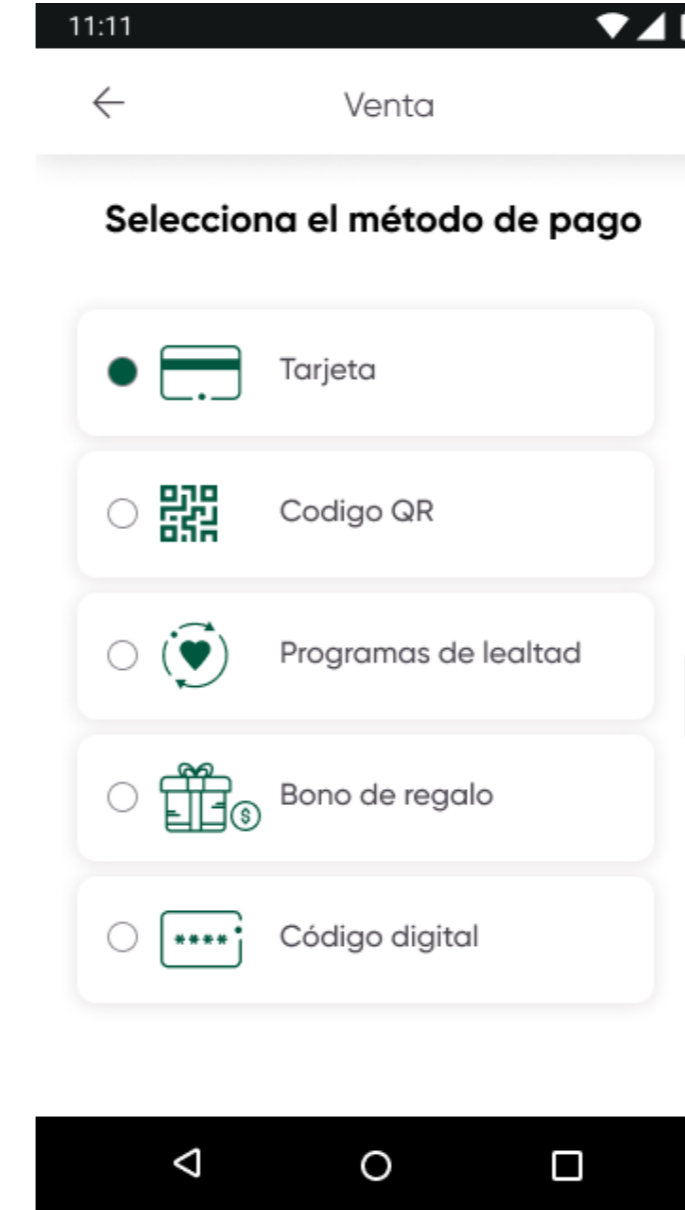 11:11
Venta
Selecciona el método de pago
Tarjeta
Codigo QR
Programas de lealtad
$
Bono de regalo
****
Código digital